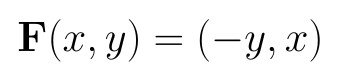 F(x, y) = (−y, x)